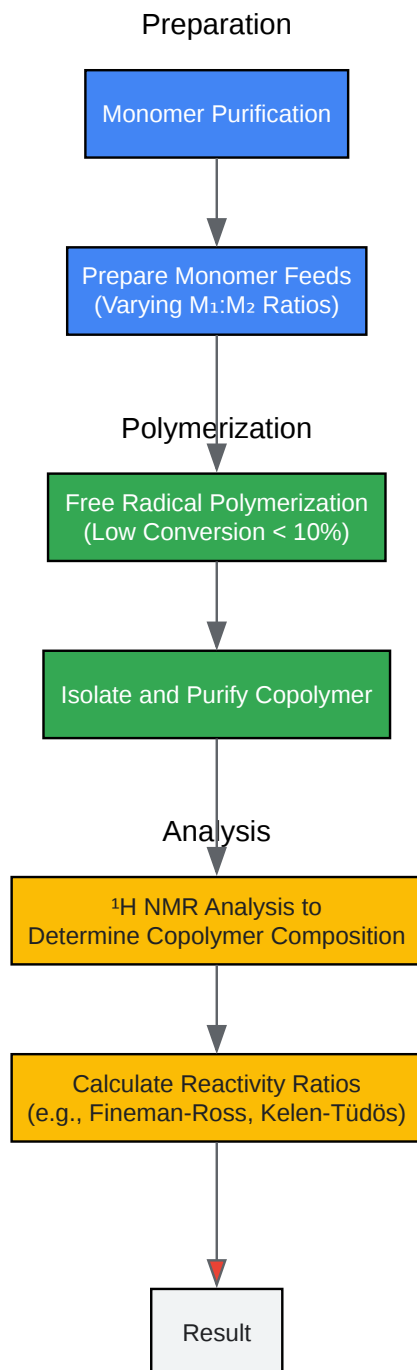 Preparation
Monomer Purification
Prepare Monomer Feeds
(Varying M₁:M₂ Ratios)
Polymerization
Free Radical Polymerization
(Low Conversion < 10%)
Isolate and Purify Copolymer
Analysis
¹H NMR Analysis to
Determine Copolymer Composition
Calculate Reactivity Ratios
(e.g., Fineman-Ross, Kelen-Tüdös)
Result